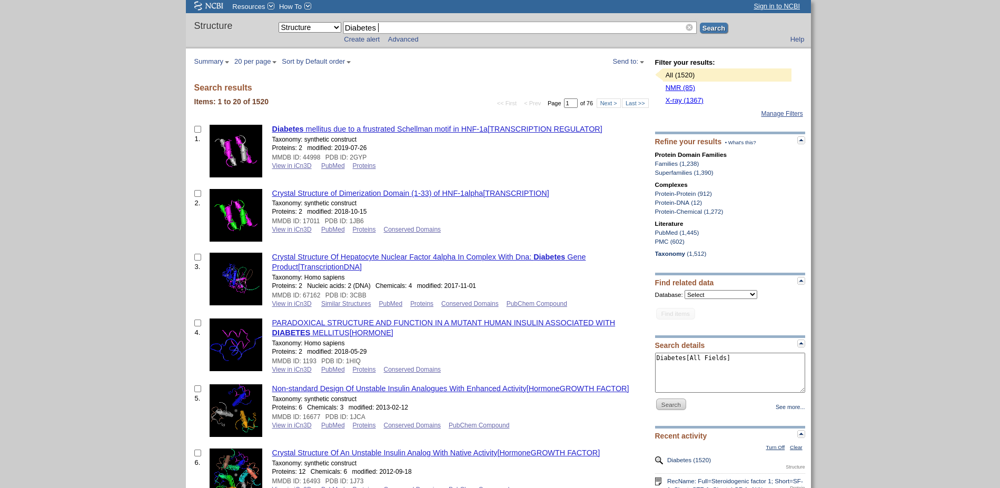 NCBI Resources How To Sign in to NCBI
Structure Structure Diabetes Search
Create alert Advanced Help
Summary 20 per page Sort by Default order Send to:
Search results
Items: 1 to 20 of 1520
<< First < Prev Page 1 of 76 Next > Last >>
1.
Diabetes mellitus due to a frustrated Schellman motif in HNF-1a[TRANSCRIPTION REGULATOR]
Taxonomy: synthetic construct
Proteins: 2 modified: 2019-07-26
MMDB ID: 44998 PDB ID: 2GYP
View in iCn3D PubMed Proteins
2.
Crystal Structure of Dimerization Domain (1-33) of HNF-1alpha[TRANSCRIPTION]
Taxonomy: synthetic construct
Proteins: 2 modified: 2018-10-15
MMDB ID: 17011 PDB ID: 1JB6
View in iCn3D PubMed Proteins Conserved Domains
3.
Crystal Structure Of Hepatocyte Nuclear Factor 4alpha In Complex With Dna: Diabetes Gene
Product[TranscriptionDNA]
Taxonomy: Homo sapiens
Proteins: 2 Nucleic acids: 2 (DNA) Chemicals: 4 modified: 2017-11-01
MMDB ID: 67162 PDB ID: 3CBB
View in iCn3D Similar Structures PubMed Proteins Conserved Domains PubChem Compound
4.
PARADOXICAL STRUCTURE AND FUNCTION IN A MUTANT HUMAN INSULIN ASSOCIATED WITH
DIABETES MELLITUS[HORMONE]
Taxonomy: Homo sapiens
Proteins: 2 modified: 2018-05-29
MMDB ID: 1193 PDB ID: 1HIQ
View in iCn3D PubMed Proteins Conserved Domains
5.
Non-standard Design Of Unstable Insulin Analogues With Enhanced Activity[HormoneGROWTH FACTOR]
Taxonomy: synthetic construct
Proteins: 6 Chemicals: 3 modified: 2013-02-12
MMDB ID: 16677 PDB ID: 1JCA
View in iCn3D PubMed Proteins Conserved Domains PubChem Compound
6.
Crystal Structure Of An Unstable Insulin Analog With Native Activity[HormoneGROWTH FACTOR]
Taxonomy: synthetic construct
Proteins: 12 Chemicals: 6 modified: 2012-09-18
MMDB ID: 16493 PDB ID: 1J73
Filter your results:
All (1520)
NMR (85)
X-ray (1367)
Manage Filters
Refine your results • What's this?
Protein Domain Families
Families (1,238)
Superfamilies (1,390)
Complexes
Protein-Protein (912)
Protein-DNA (12)
Protein-Chemical (1,272)
Literature
PubMed (1,445)
PMC (602)
Taxonomy (1,512)
Find related data
Database: Select
Find items
Search details
Diabetes[All Fields]
Search See more...
Recent activity
Turn Off Clear
Diabetes (1520)
Structure
RecName: Full=Steroidogenic factor 1; Short=SF-